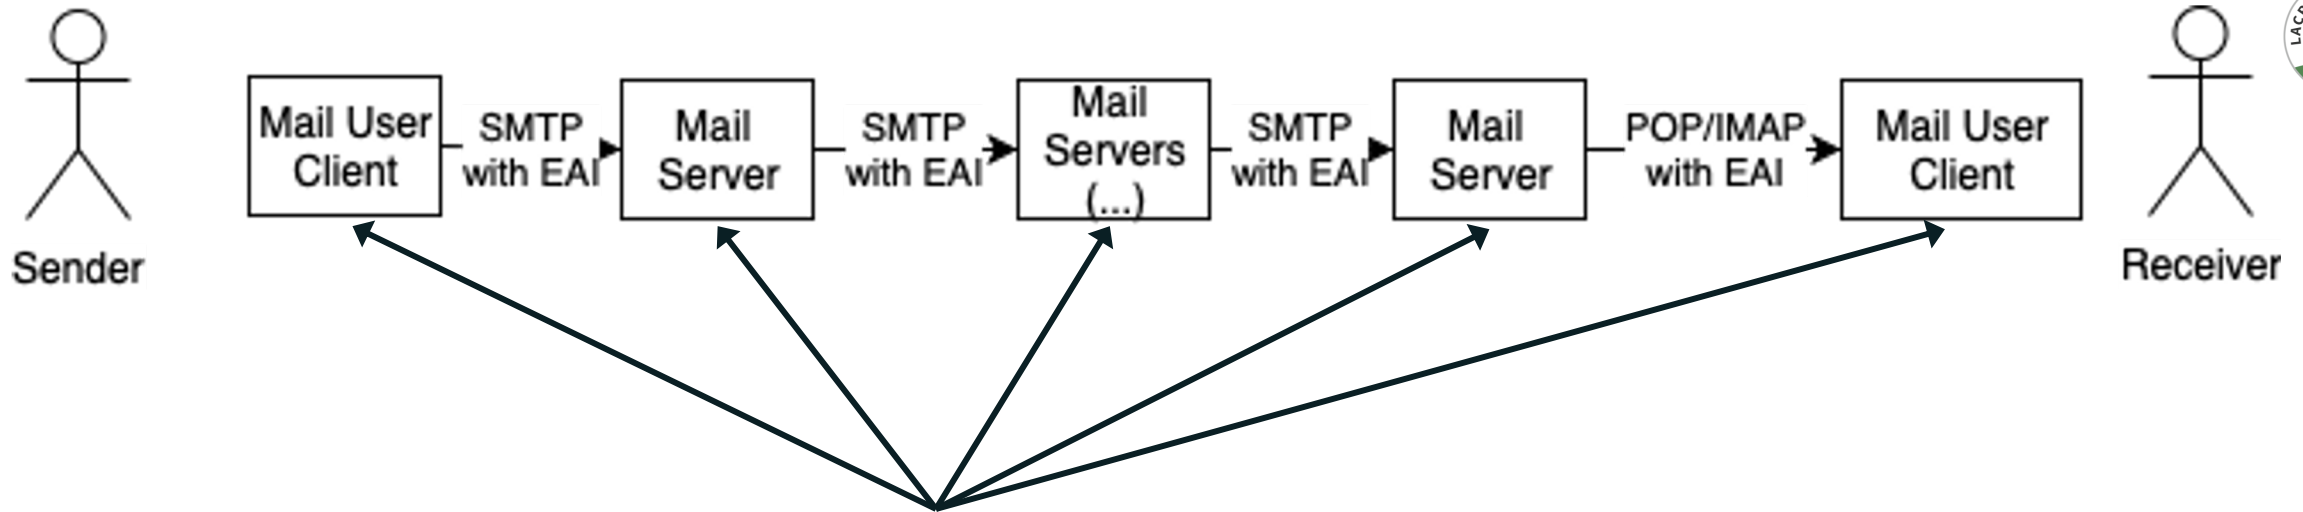 Mail User
Client
SMTP
with EAI
Mail
Server
SMTP
with EAI
Mail
Servers
(...)
SMTP
with EAI
Mail
Server
POP/IMAP
with EAI
Mail User
Client
Sender
Receiver